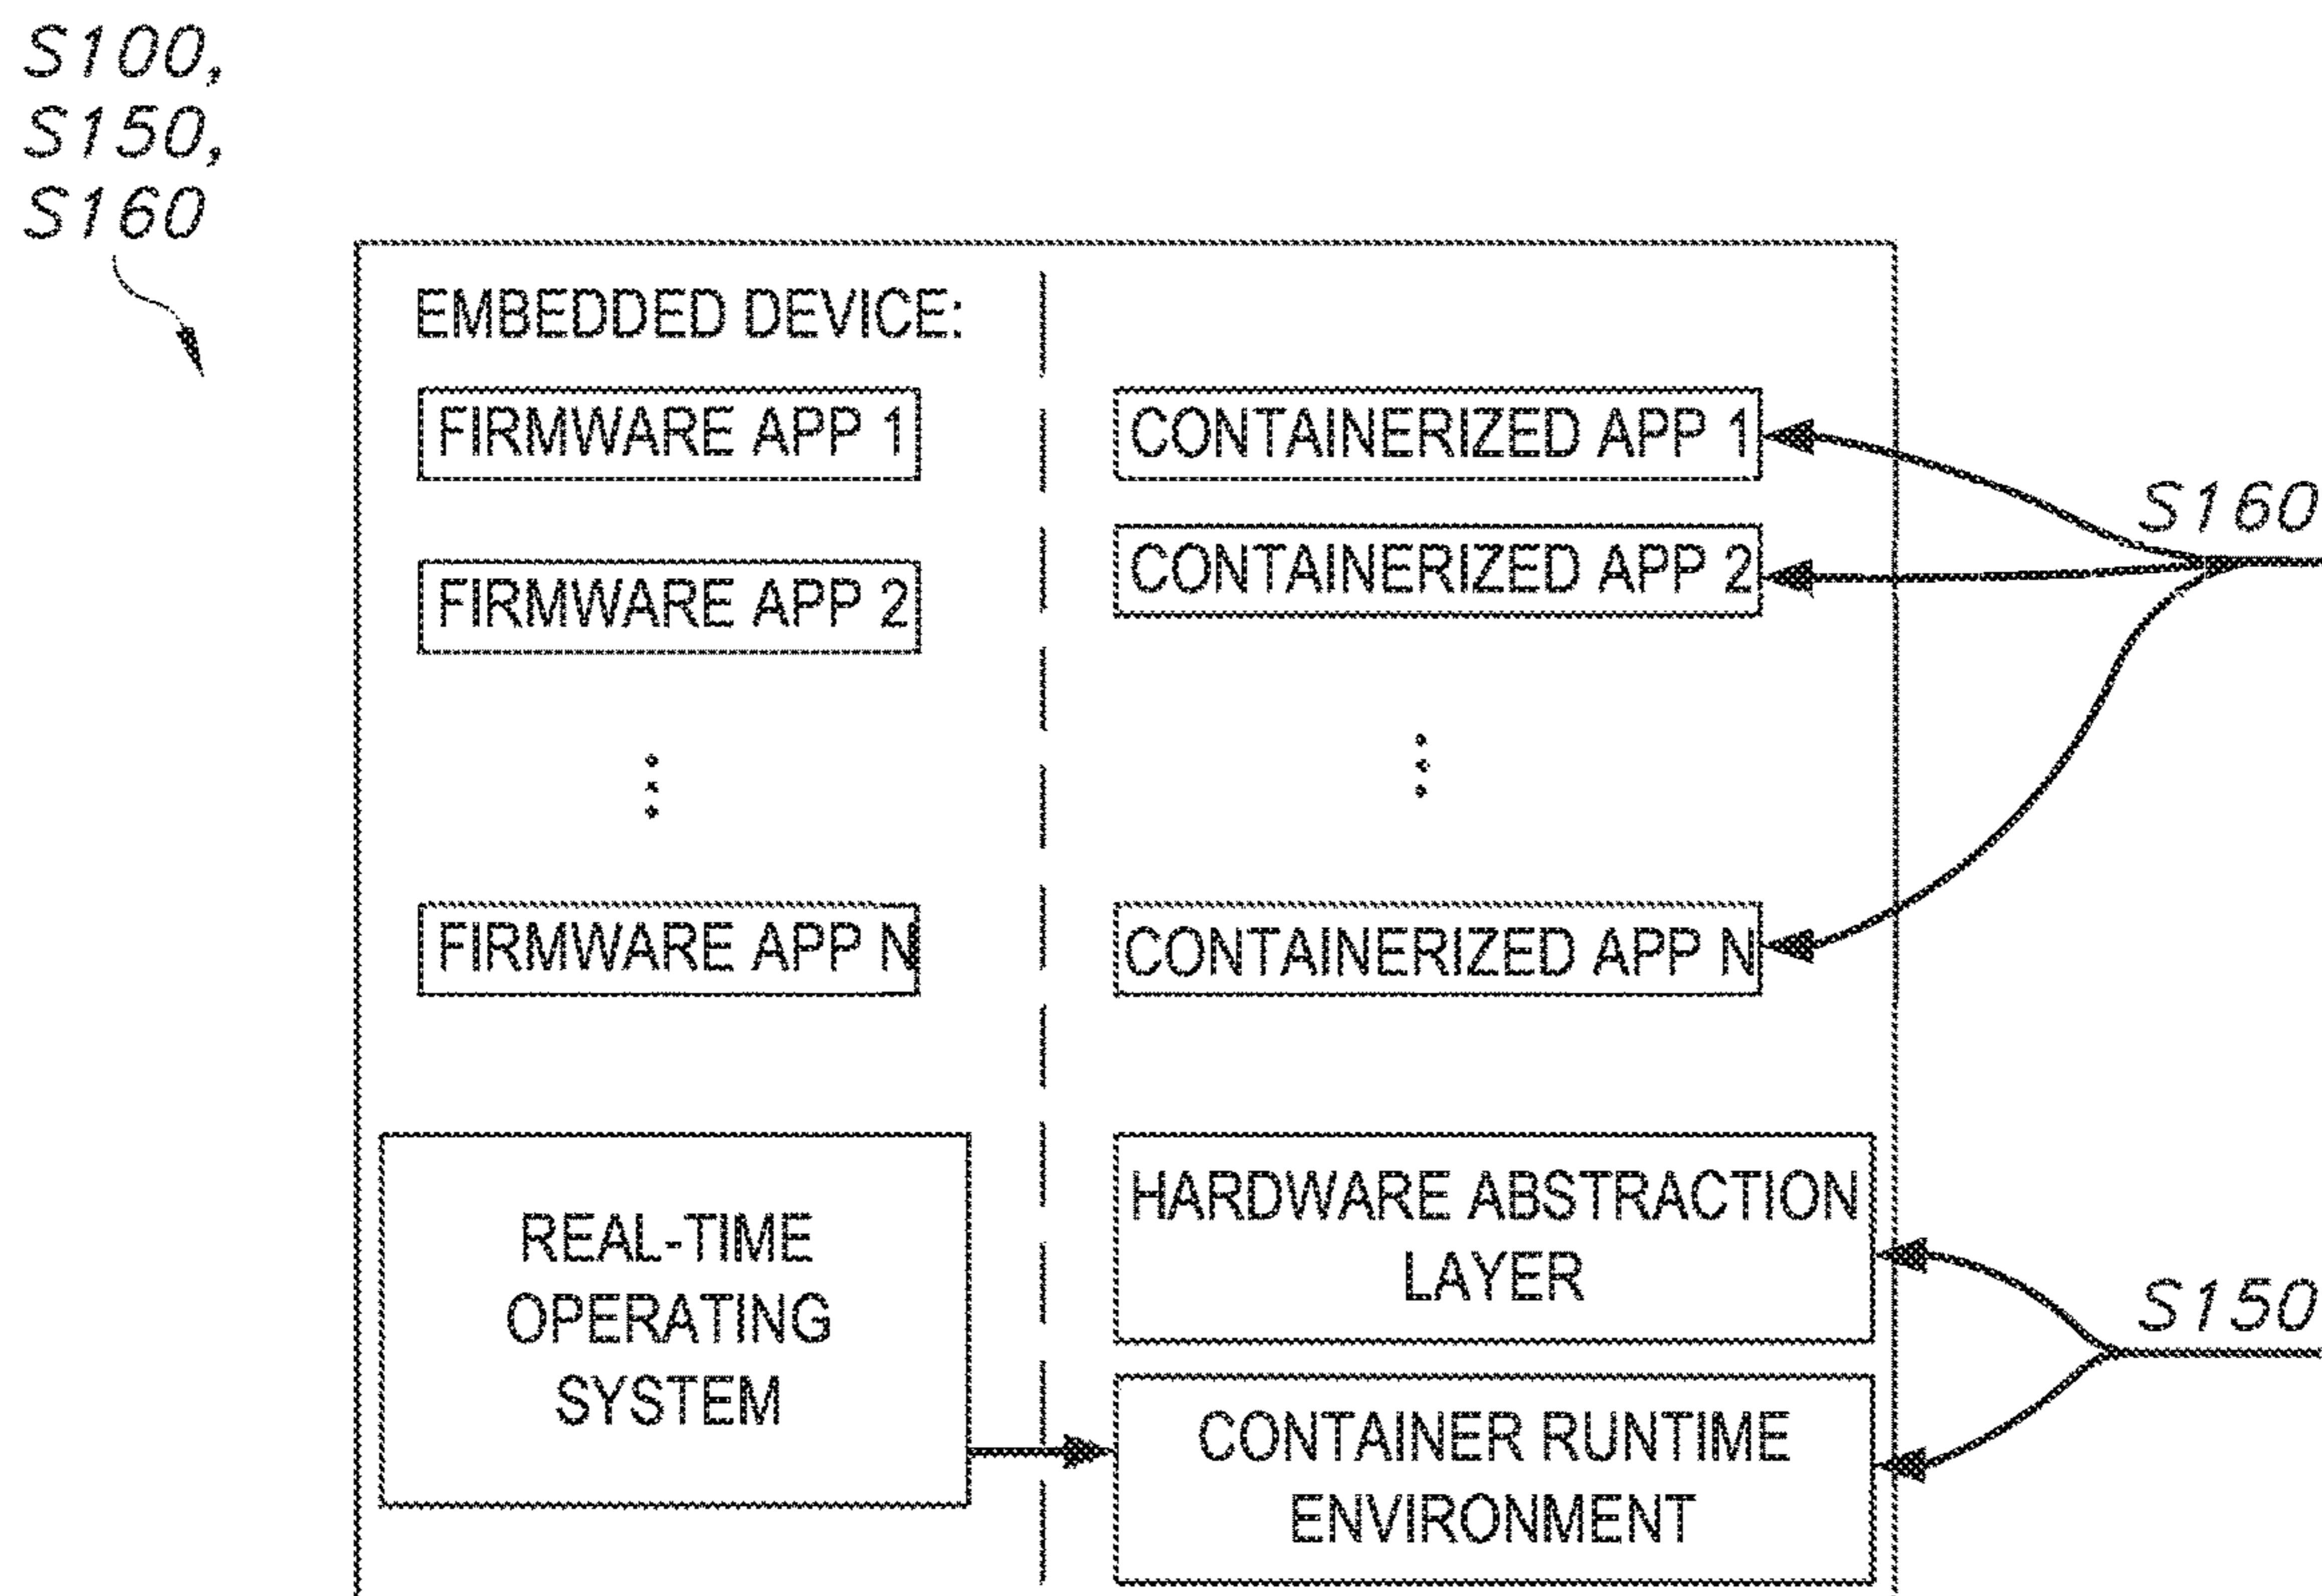 S100,
S150,
S160
EMBEDDED DEVICE:
FIRMWARE APP 1
FIRMWARE APP 2
FIRMWARE APP N
REAL-TIME
OPERATING
SYSTEM
CONTAINERIZED APP 1
CONTAINERIZED APP 2
CONTAINERIZED APP N
HARDWARE ABSTRACTION
LAYER
CONTAINER RUNTIME
ENVIRONMENT
S160
S150